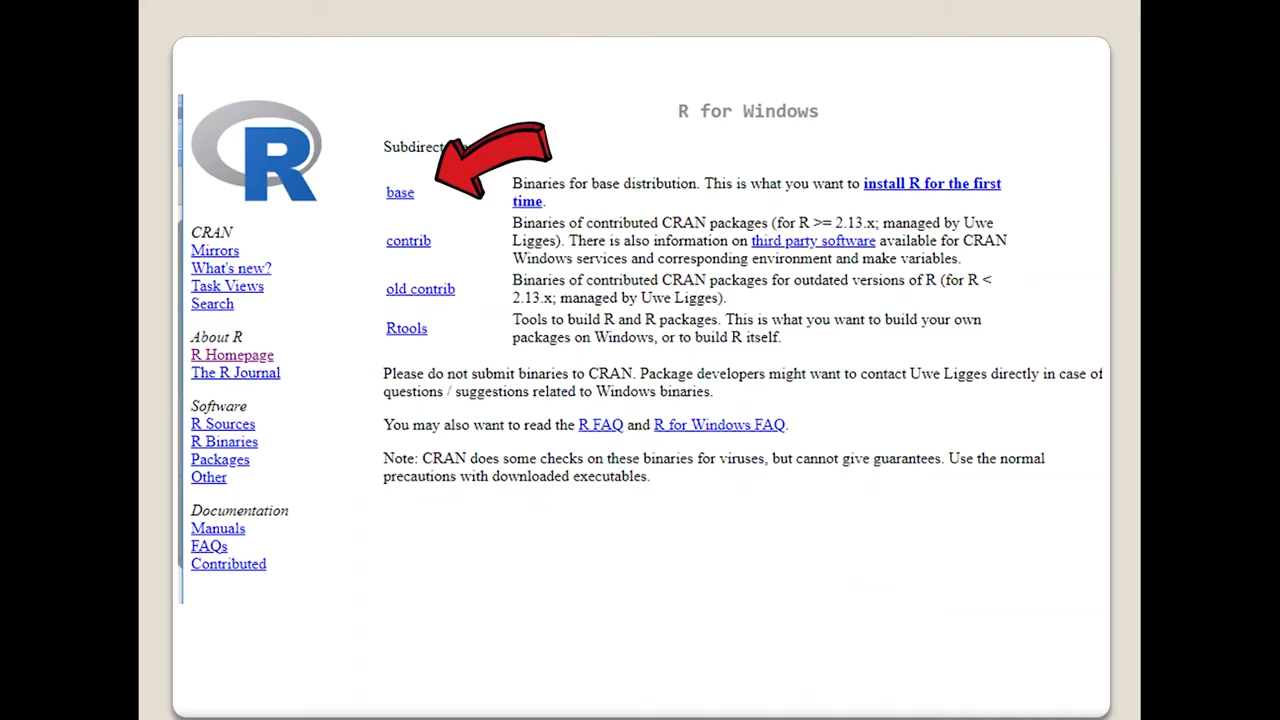 R
R for Windows
CRAN
Mirrors
What's new?
Task Views
Search
About R
R Homepage
The R Journal
Software
R Sources
R Binaries
Packages
Other
Documentation
Manuals
FAQs
Contributed
base
Binaries for base distribution. This is what you want to install R for the first
time.
contrib
Binaries of contributed CRAN packages (for R >= 2.13.x; managed by Uwe
Ligges). There is also information on third party software available for CRAN
Windows services and corresponding environment and make variables.
old contrib
Binaries of contributed CRAN packages for outdated versions of R (for R <
2.13.x; managed by Uwe Ligges).
Rtools
Tools to build R and R packages. This is what you want to build your own
packages on Windows, or to build R itself.
Please do not submit binaries to CRAN. Package developers might want to contact Uwe Ligges directly in case of
questions / suggestions related to Windows binaries.
You may also want to read the R FAQ and R for Windows FAQ.
Note: CRAN does some checks on these binaries for viruses, but cannot give guarantees. Use the normal
precautions with downloaded executables.